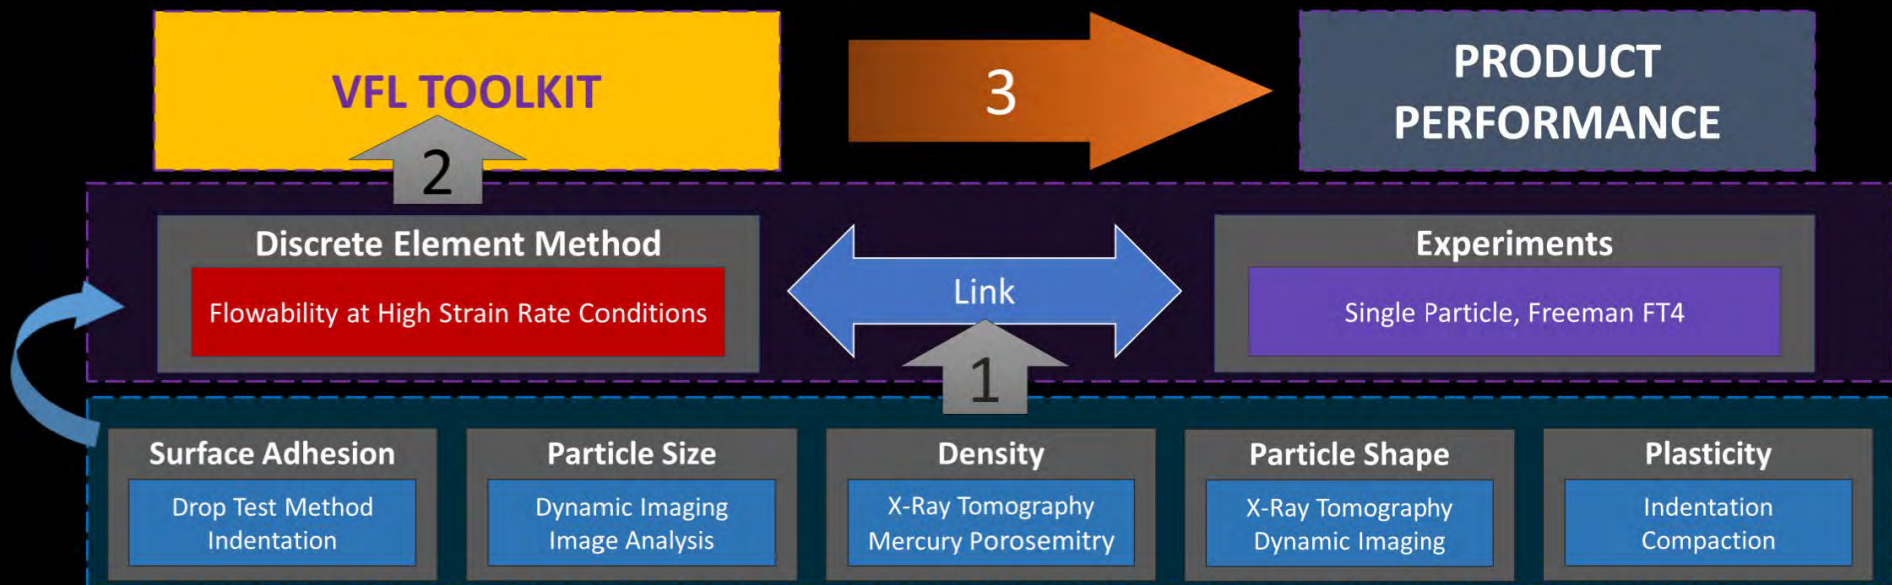 VFL TOOLKIT
3
PRODUCT
PERFORMANCE
2
Discrete Element Method
Flowability at High Strain Rate Conditions
Link
Experiments
Single Particle, Freeman FT4
1
Surface Adhesion
Drop Test Method
Indentation
Particle Size
Dynamic Imaging
Image Analysis
Density
X-Ray Tomography
Mercury Porosemitry
Particle Shape
X-Ray Tomography
Dynamic Imaging
Plasticity
Indentation
Compaction